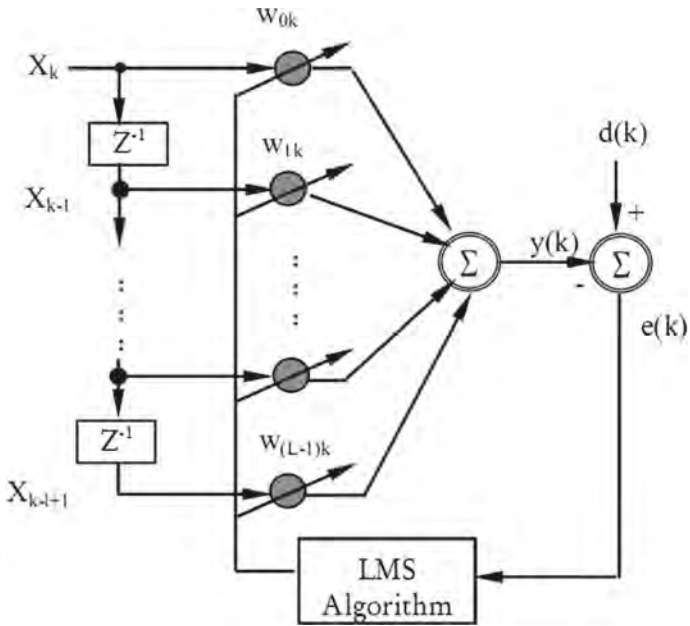 w₀ₖ
Xₖ
Z⁻¹
d(k)
w₁ₖ
Xₖ₋₁
+
Σ
y(k)
-
Σ
e(k)
Z⁻¹
w₍L₋₁₎ₖ
Xₖ₋ₗ₊₁
LMS
Algorithm